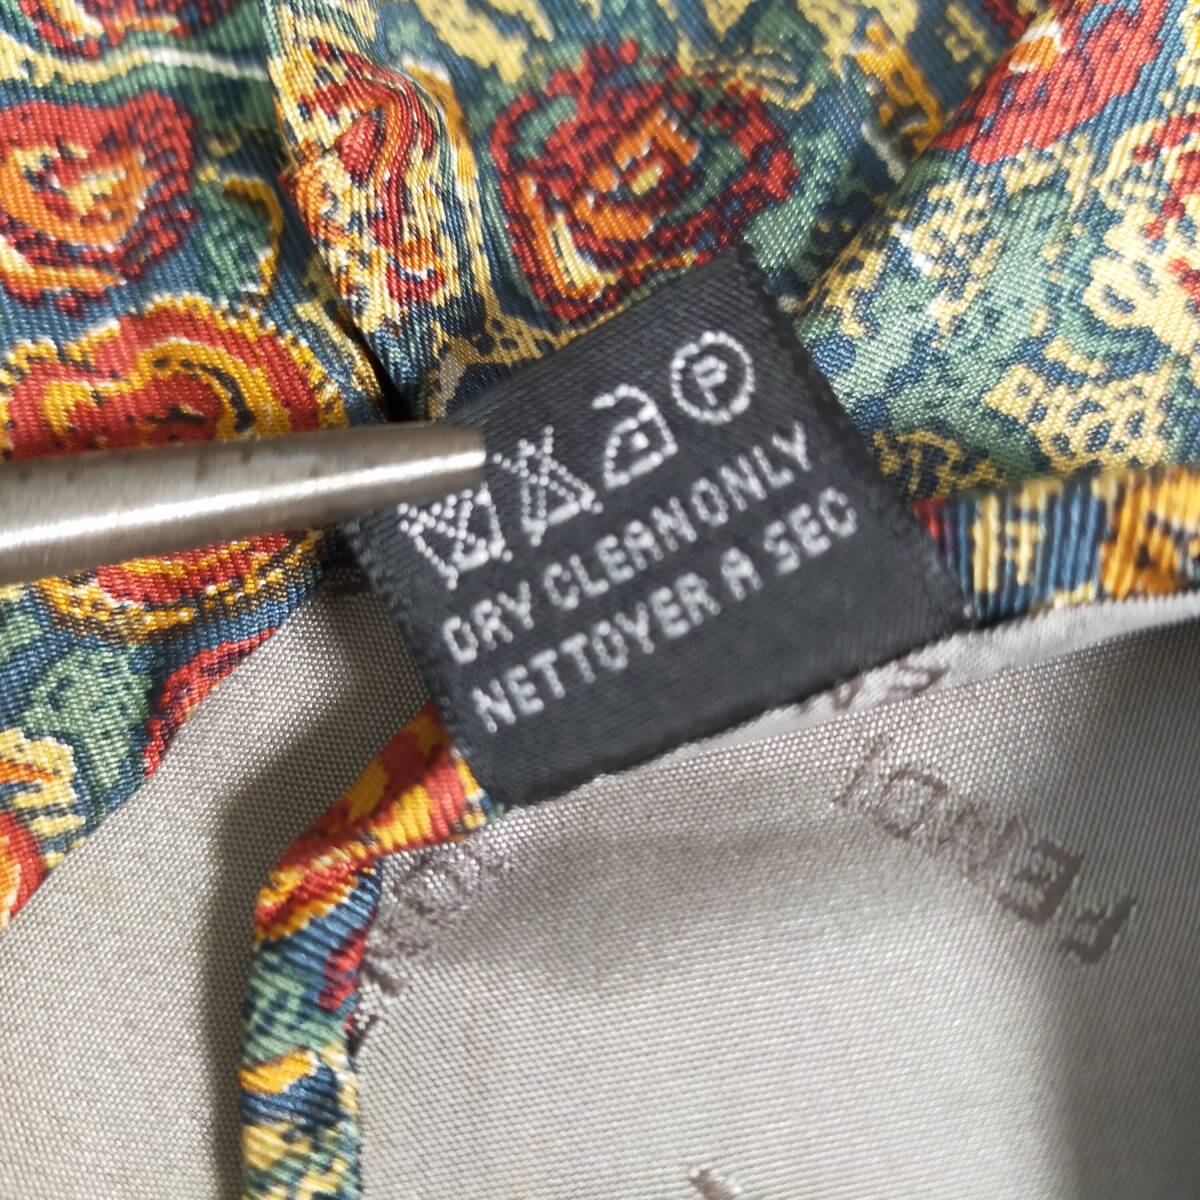 P
DRY CLEAN ONLY
NETTOYER A SEC
FENDI